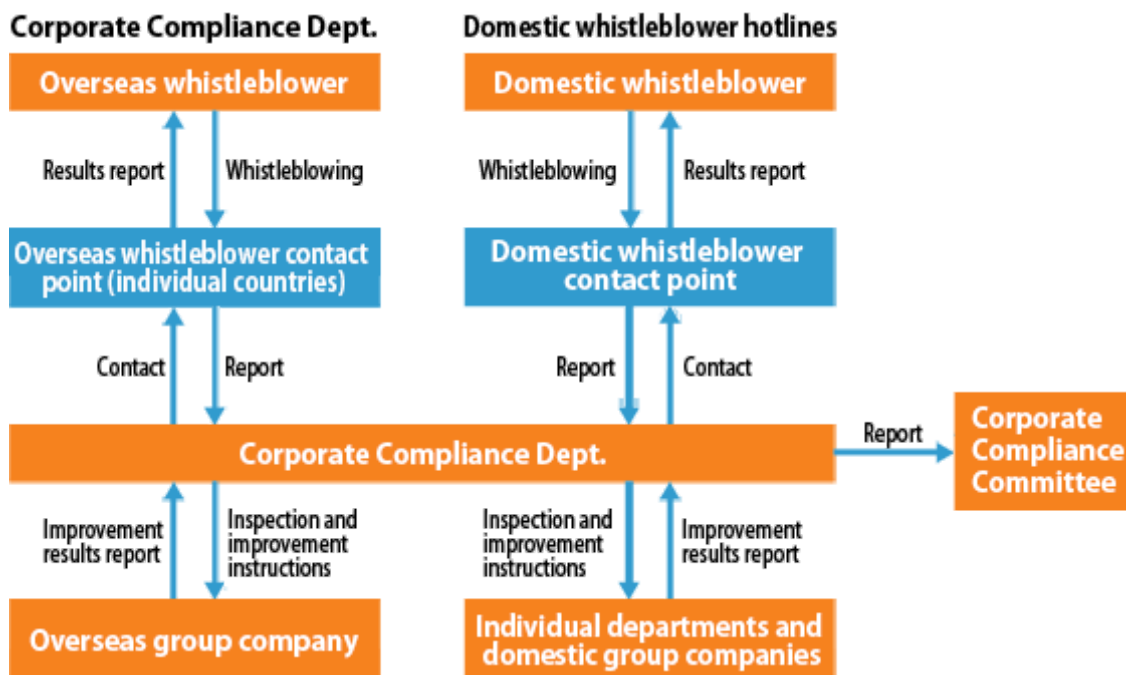 Corporate Compliance Dept.
Domestic whistleblower hotlines
Overseas whistleblower
Domestic whistleblower
Results report
Whistleblowing
Whistleblowing
Results report
Overseas whistleblower contact
point (individual countries)
Domestic whistleblower
contact point
Contact
Report
Report
Contact
Corporate Compliance Dept.
Report
Corporate
Compliance
Committee
Improvement
results report
Inspection and
improvement
instructions
Inspection and
improvement
instructions
Improvement
results report
Overseas group company
Individual departments and
domestic group companies